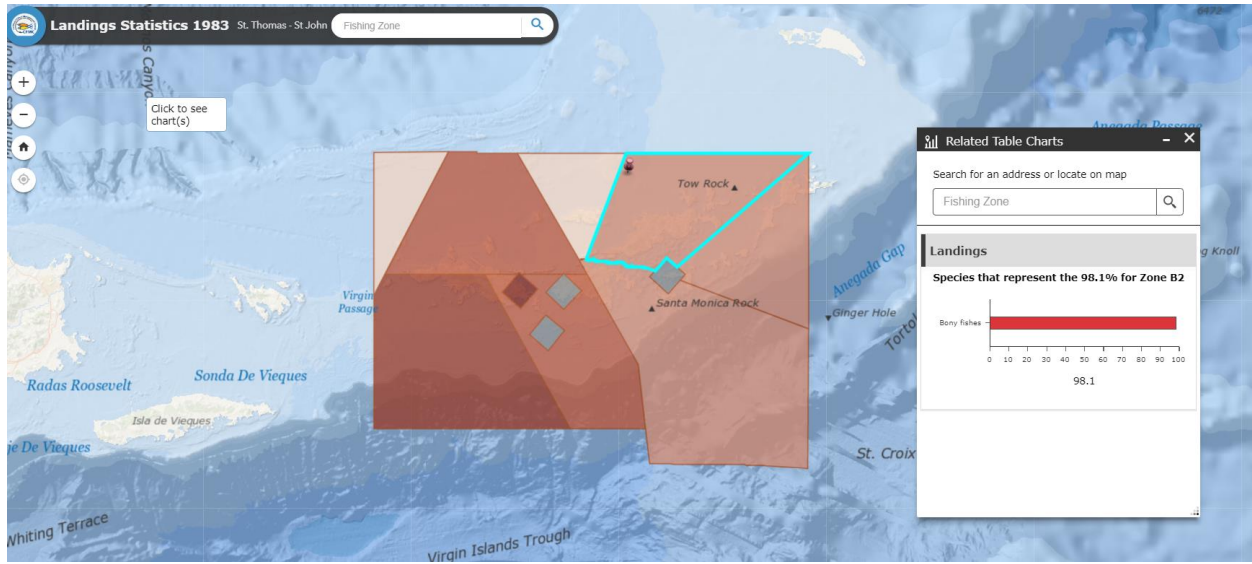 Landings Statistics 1983 St. Thomas - St John Fishing Zone
Canyo
+
Click to see
chart(s)
−
Anegada Passage
Related Table Charts
Search for an address or locate on map
Fishing Zone
Landings
Species that represent the 98.1% for Zone B2
Bony fishes
0 10 20 30 40 50 60 70 80 90 100
98.1
Tow Rock
Anegada Gap
g Knoll
Virgin
Passage
Santa Monica Rock
Ginger Hole
Tortol
Radas Roosevelt
Sonda De Vieques
Isla de Vieques
je De Vieques
St. Croix
Whiting Terrace
Virgin Islands Trough